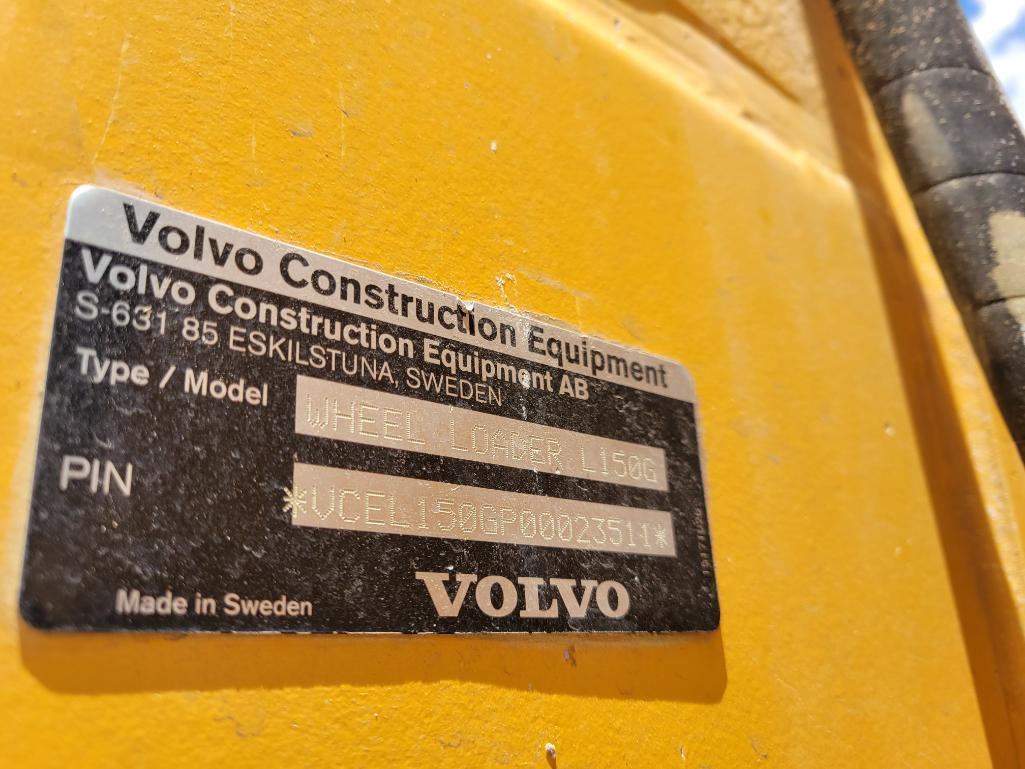 Volvo Construction Equipment
Volvo Construction Equipment AB
S-631 85 ESKILSTUNA, SWEDEN
Type / Model WHEEL LOADER L150G
PIN *VCEL150GP00023511*
Made in Sweden VOLVO